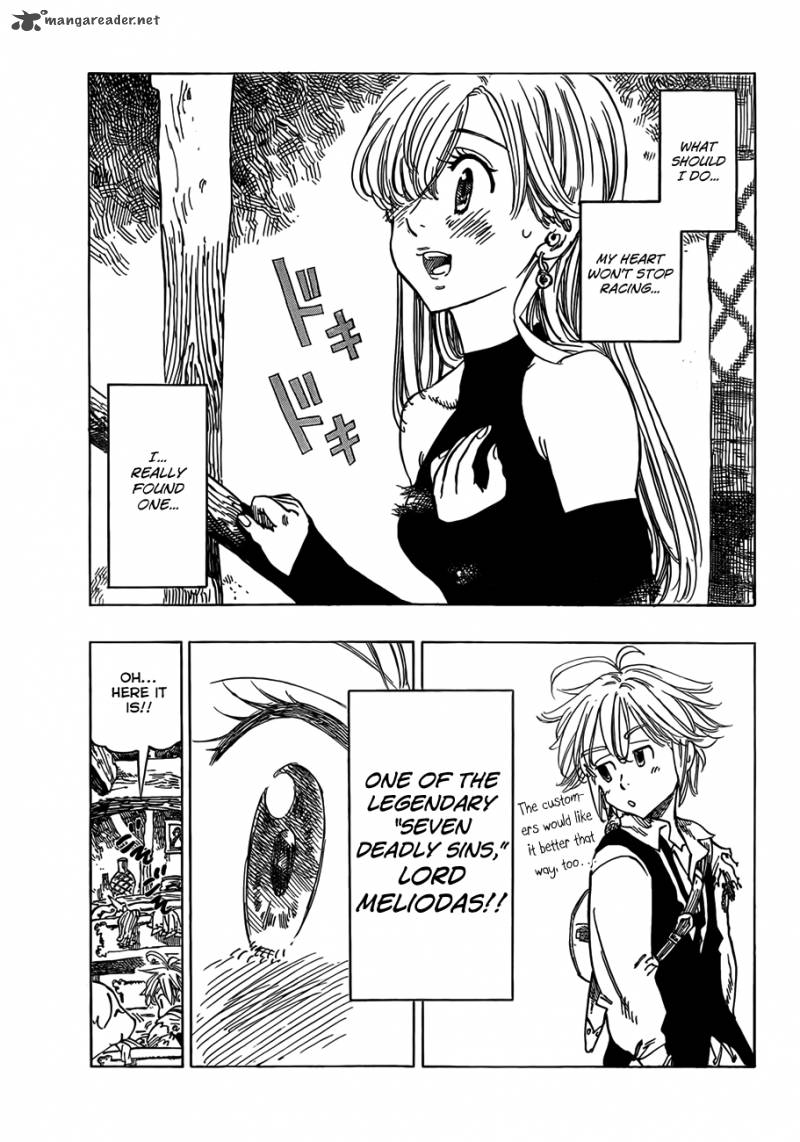 mangareader.net
WHAT
SHOULD
I DO...
MY HEART
WON'T STOP
RACING...
ドキ
ドキ
I...
REALLY
FOUND
ONE...
ONE OF THE
LEGENDARY
"SEVEN
DEADLY SINS,"
LORD
MELIODAS!!
The custom-
ers would like
it better that
way, too...
OH...
HERE IT
IS!!